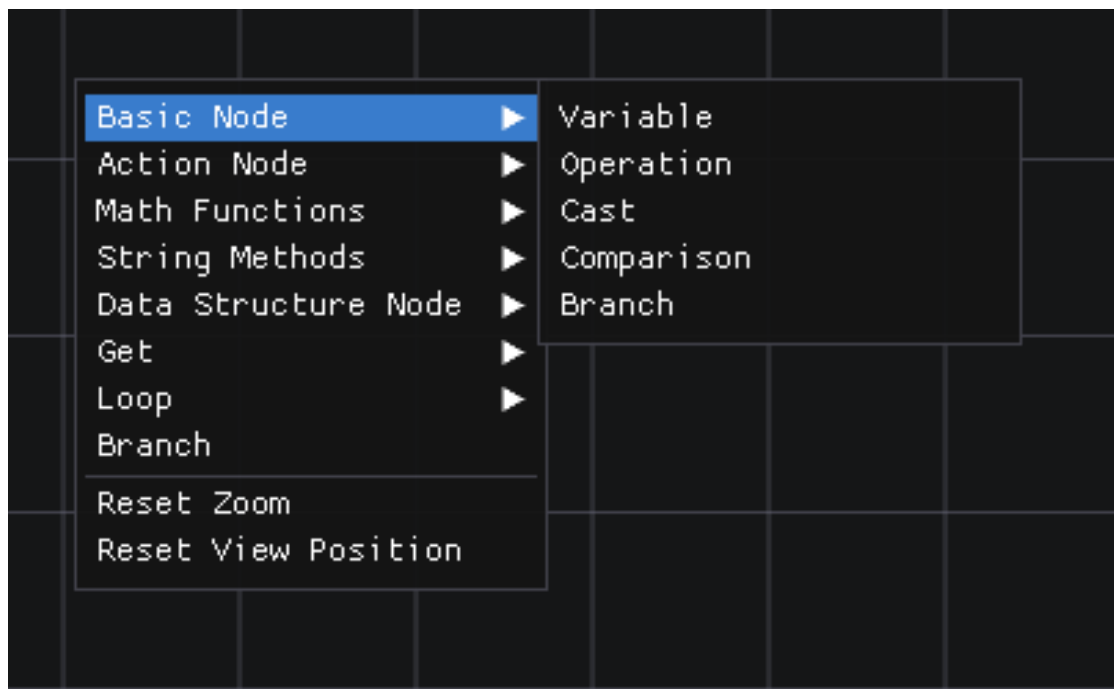 Basic Node
Action Node
Math Functions
String Methods
Data Structure Node
Get
Loop
Branch
Reset Zoom
Reset View Position
Variable
Operation
Cast
Comparison
Branch